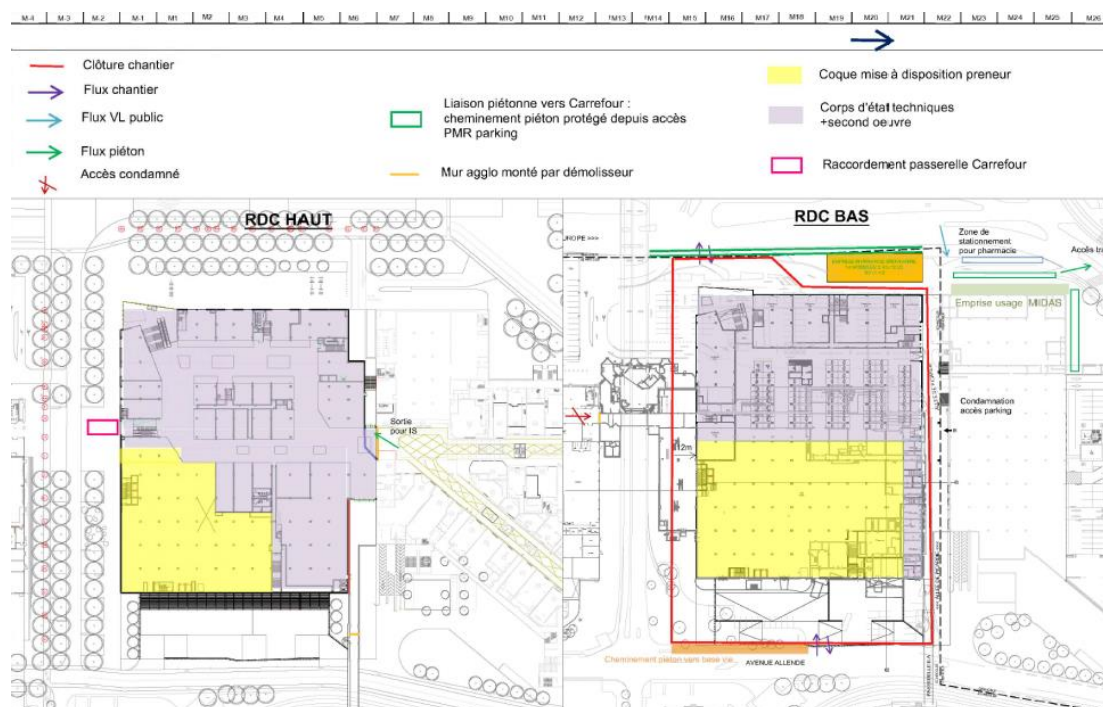 M-4 M-3 M-2 M-1 M1 M2 M3 M4 M5 M6 M7 M8 M9 M10 M11 M12 M13 M14 M15 M16 M17 M18 M19 M20 M21 M22 M23 M24 M25 M26
Clôture chantier
Flux chantier
Flux VL public
Flux piéton
Accès condamné
Liaison piétonne vers Carrefour :
cheminement piéton protégé depuis accès
PMR parking
Mur agglo monté par démolisseur
Coque mise à disposition preneur
Corps d'état techniques
+second oeuvre
Raccordement passerelle Carrefour
RDC HAUT
Sortie
pour IS
RDC BAS
UROPE >>>
Zone de
stationnement
pour pharmacie
Accès tra
Emprise usage MIDAS
Condamnation
accès parking
12m
Cheminement piéton vers base vie
AVENUE ALLENDE